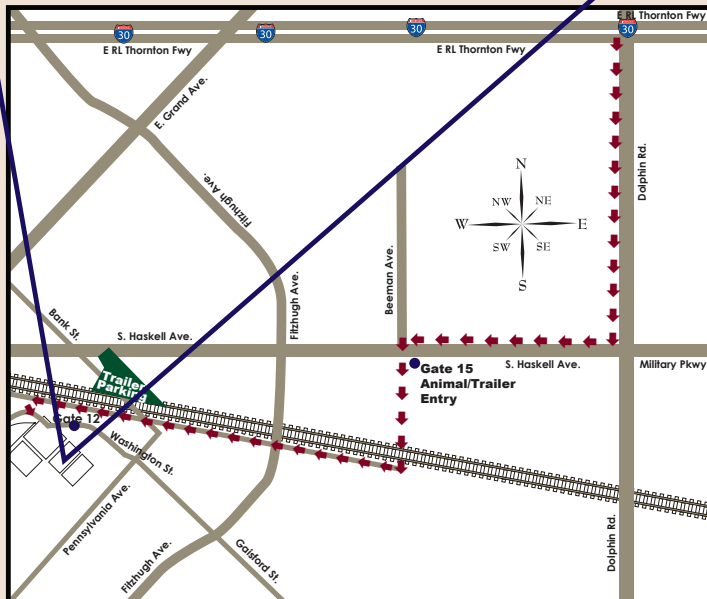 E RL Thornton Fwy
30
30
30
30
E RL Thornton Fwy
E RL Thornton Fwy
E. Grand Ave.
Fitzhugh Ave.
Dolphin Rd.
N
NW
NE
W
E
SW
SE
S
Beeman Ave.
Fitzhugh Ave.
Bank St.
S. Haskell Ave.
S. Haskell Ave.
Military Pkwy
Gate 15
Animal/Trailer
Entry
Trailer
Parking
Gate 12
Washington St.
Pennsylvania Ave.
Fitzhugh Ave.
Gaisford St.
Dolphin Rd.